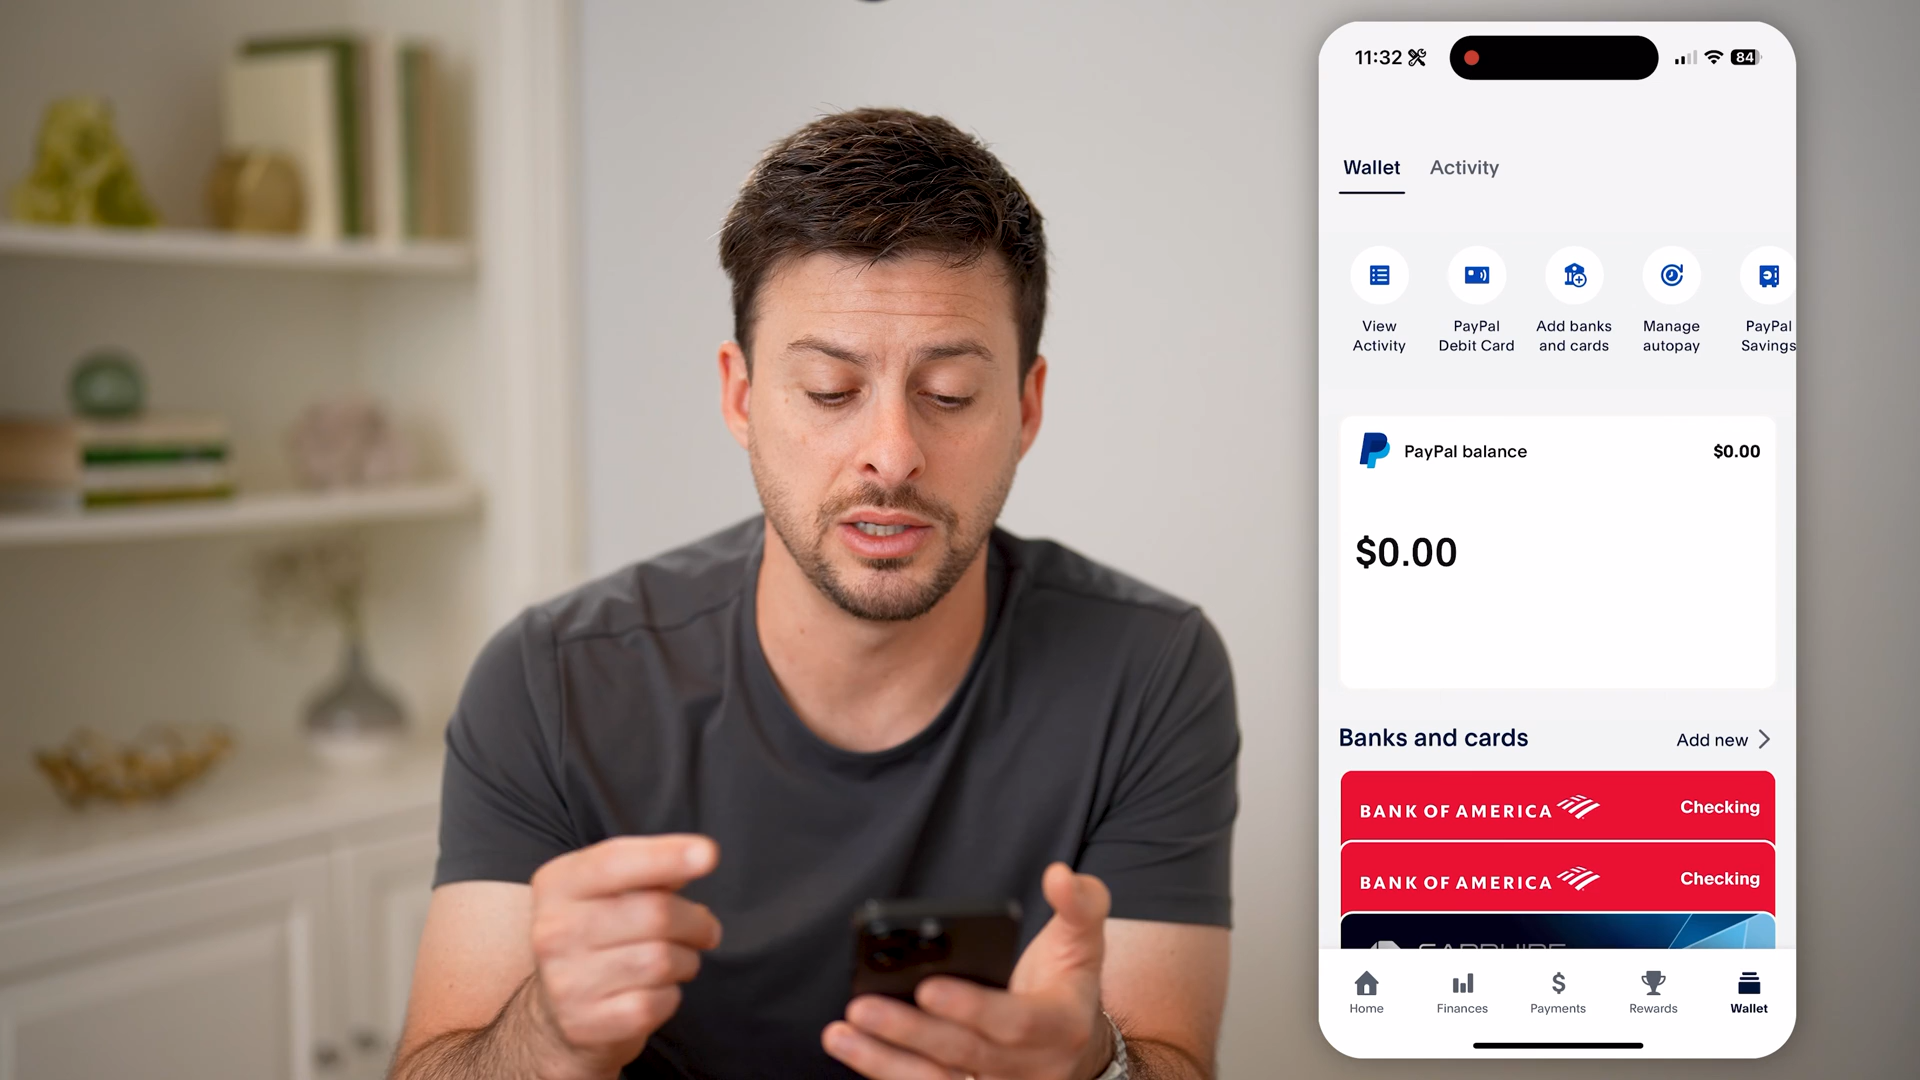 11:32
84
Wallet Activity
View Activity
PayPal Debit Card
Add banks and cards
Manage autopay
PayPal Savings
PayPal balance $0.00
$0.00
Banks and cards Add new
BANK OF AMERICA Checking
BANK OF AMERICA Checking
Home Finances Payments Rewards Wallet